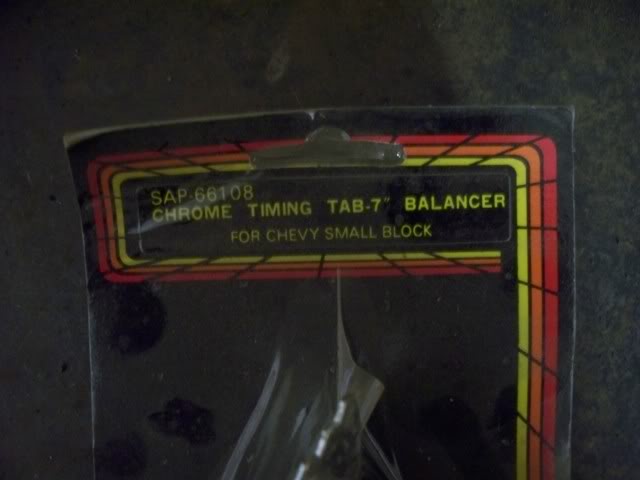 SAP-66108
CHROME TIMING TAB-7" BALANCER
FOR CHEVY SMALL BLOCK